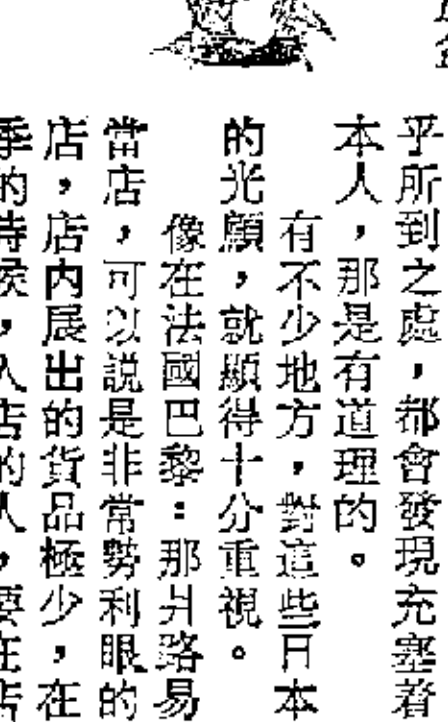 乎所到之處，都會發現充塞着
本人，那是有道理的。
有不少地方，對這些日本
的光顧，就顯得十分重視。
像在法國巴黎：那爿路易
當店，可以説是非常勢利眼的
店，店內展出的貨品極少，在
季的時候，入店的人，要在店